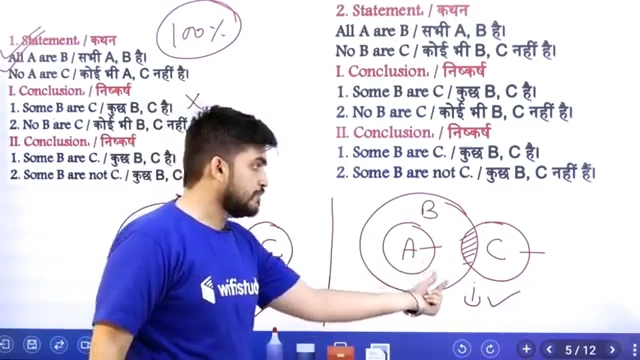 100%
1. Statement. / कथन
All A are B / सभी A, B है।
No A are C / कोई भी A, C नहीं है।
I. Conclusion. / निष्कर्ष
1. Some B are C / कुछ B, C है।
2. No B are C / कोई भी B, C नहीं
II. Conclusion. / निष्कर्ष
1. Some B are C. / कुछ B, C है।
2. Some B are not C. / कुछ B, C
2. Statement. / कथन
All A are B / सभी A, B है।
No B are C / कोई भी B, C नहीं है।
I. Conclusion. / निष्कर्ष
1. Some B are C / कुछ B, C है।
2. No B are C / कोई भी B, C नहीं है।
II. Conclusion. / निष्कर्ष
1. Some B are C. / कुछ B, C है।
2. Some B are not C. / कुछ B, C नहीं हैं।
B
A
C
C
wifistud
5 / 12